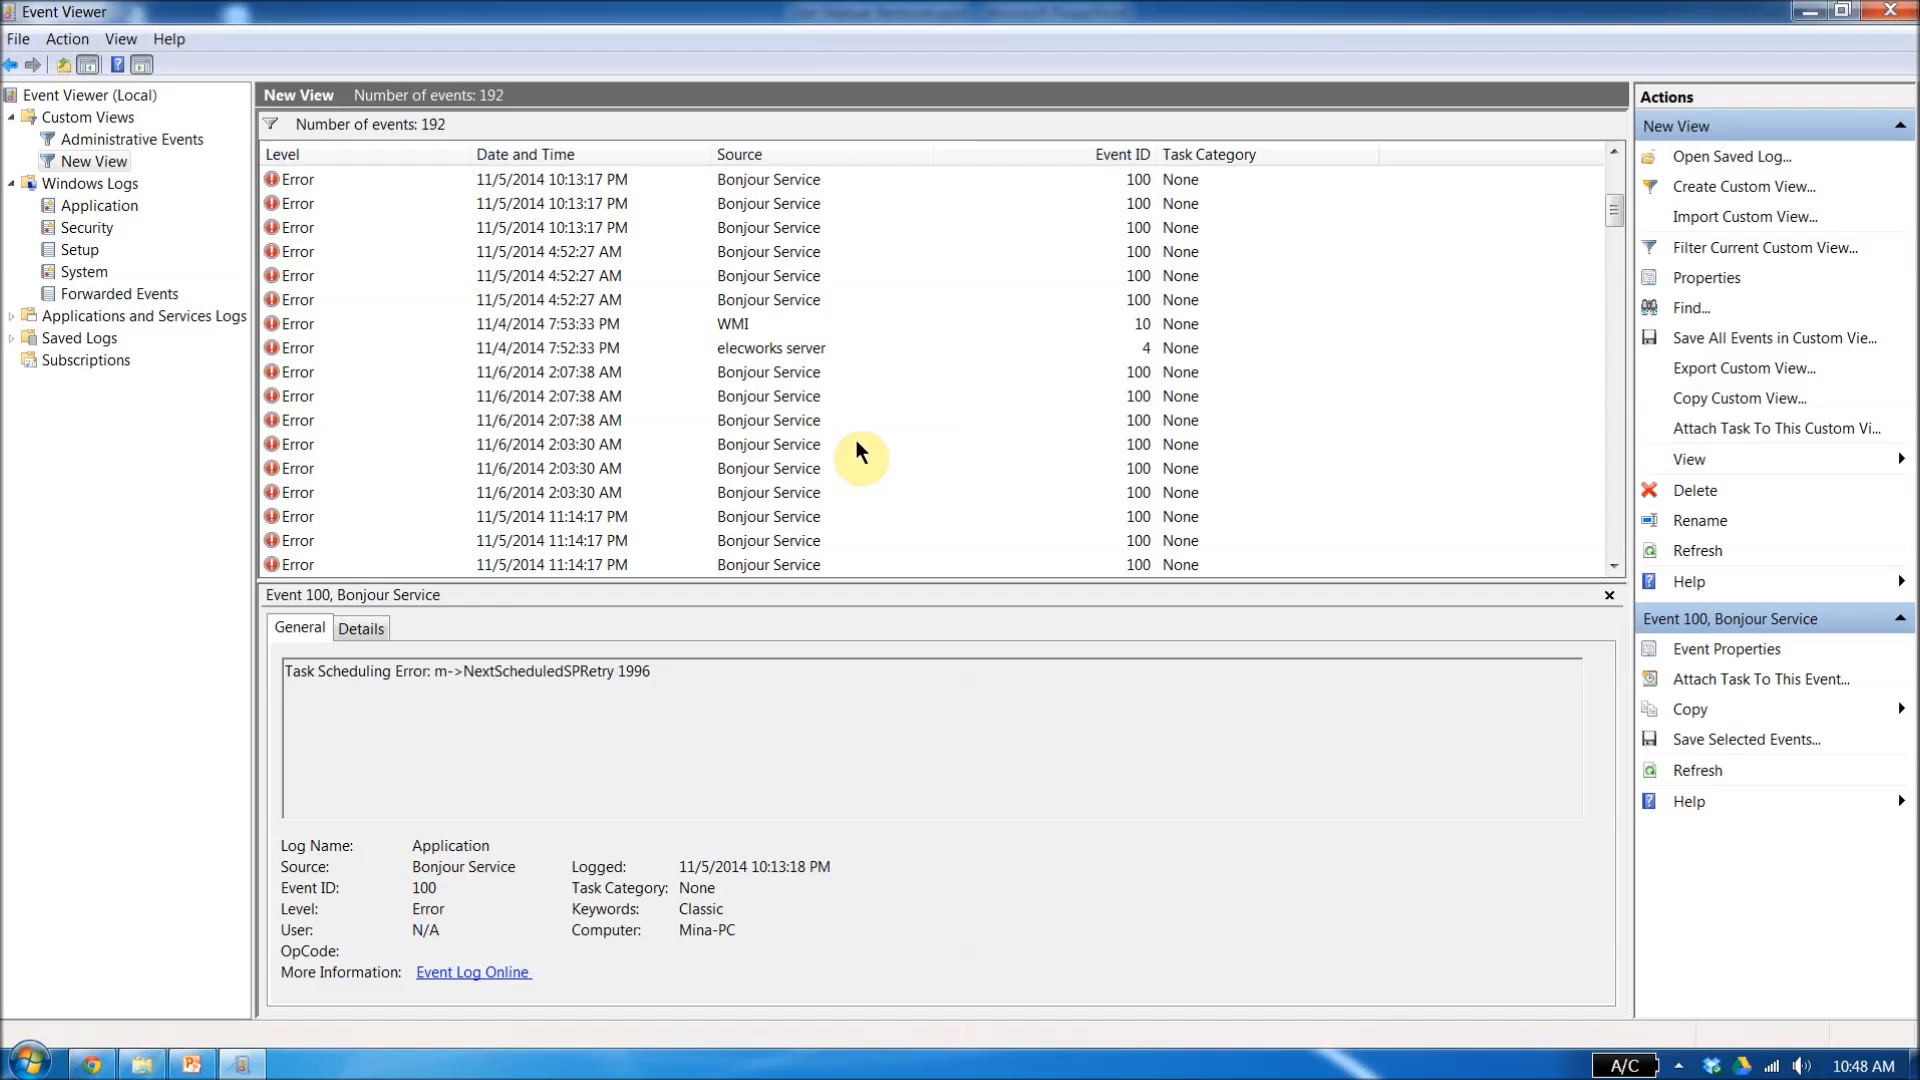 Event Viewer
File Action View Help
Event Viewer (Local)
Custom Views
Administrative Events
New View
Windows Logs
Application
Security
Setup
System
Forwarded Events
Applications and Services Logs
Saved Logs
Subscriptions
New View Number of events: 192
Number of events: 192
Level Date and Time Source Event ID Task Category
Error 11/5/2014 10:13:17 PM Bonjour Service 100 None
Error 11/5/2014 10:13:17 PM Bonjour Service 100 None
Error 11/5/2014 10:13:17 PM Bonjour Service 100 None
Error 11/5/2014 4:52:27 AM Bonjour Service 100 None
Error 11/5/2014 4:52:27 AM Bonjour Service 100 None
Error 11/5/2014 4:52:27 AM Bonjour Service 100 None
Error 11/4/2014 7:53:33 PM WMI 10 None
Error 11/4/2014 7:52:33 PM elecworks server 4 None
Error 11/6/2014 2:07:38 AM Bonjour Service 100 None
Error 11/6/2014 2:07:38 AM Bonjour Service 100 None
Error 11/6/2014 2:07:38 AM Bonjour Service 100 None
Error 11/6/2014 2:03:30 AM Bonjour Service 100 None
Error 11/6/2014 2:03:30 AM Bonjour Service 100 None
Error 11/6/2014 2:03:30 AM Bonjour Service 100 None
Error 11/5/2014 11:14:17 PM Bonjour Service 100 None
Error 11/5/2014 11:14:17 PM Bonjour Service 100 None
Error 11/5/2014 11:14:17 PM Bonjour Service 100 None
Event 100, Bonjour Service
General Details
Task Scheduling Error: m->NextScheduledSPRetry 1996
Log Name: Application
Source: Bonjour Service Logged: 11/5/2014 10:13:18 PM
Event ID: 100 Task Category: None
Level: Error Keywords: Classic
User: N/A Computer: Mina-PC
OpCode:
More Information: Event Log Online
Actions
New View
Open Saved Log...
Create Custom View...
Import Custom View...
Filter Current Custom View...
Properties
Find...
Save All Events in Custom Vie...
Export Custom View...
Copy Custom View...
Attach Task To This Custom Vi...
View
Delete
Rename
Refresh
Help
Event 100, Bonjour Service
Event Properties
Attach Task To This Event...
Copy
Save Selected Events...
Refresh
Help
A/C 10:48 AM